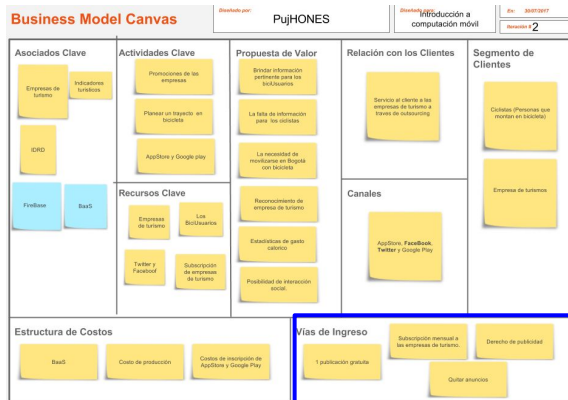 Business Model Canvas
Diseñado por:
PujHONES
Diseñado para:
Introducción a
computación móvil
En: 30/07/2017
Iteración # 2
Asociados Clave
Empresas de
turismo
Indicadores
turísticos
IDRD
FireBase
BaaS
Actividades Clave
Promociones de las
empresas
Planear un trayecto en
bicicleta
AppStore y Google play
Recursos Clave
Empresas
de turismo
Los
BiciUsuarios
Twitter y
Facebook
Subscripción
de empresas
de turismo
Propuesta de Valor
Brindar información
pertinente para los
biciUsuarios
La falta de información
para los ciclistas
La necesidad de
movilizarse en Bogotá
con bicicleta
Reconocimiento de
empresa de turismo
Estadísticas de gasto
calorico
Posibilidad de interacción
social.
Relación con los Clientes
Servicio al cliente a las
empresas de turismo a
traves de outsourcing
Canales
AppStore, FaceBook,
Twitter y Google Play
Segmento de
Clientes
Ciclistas (Personas que
montan en bicicleta)
Empresa de turismos
Estructura de Costos
BaaS
Costo de producción
Costos de inscripción de
AppStore y Google Play
Vías de Ingreso
1 publicación gratuita
Subscripción mensual a
las empresas de turismo.
Derecho de publicidad
Quitar anuncios